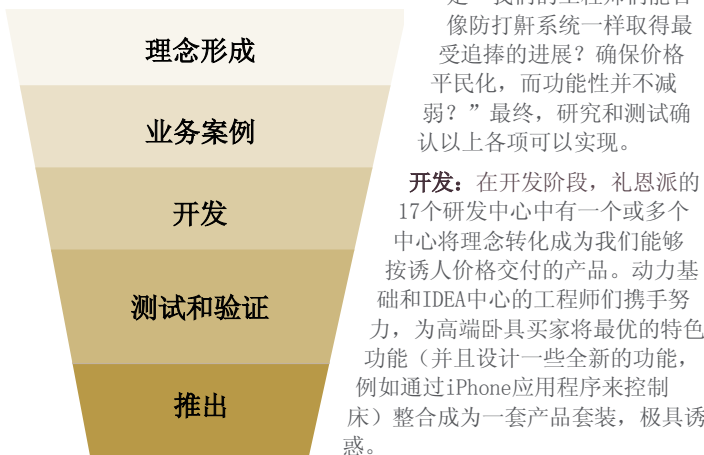 理念形成
业务案例
开发
测试和验证
推出
像防打鼾系统一样取得最
受追捧的进展？确保价格
平民化，而功能性并不减
弱？”最终，研究和测试确
认以上各项可以实现。
开发：在开发阶段，礼恩派的
17个研发中心中有一个或多个
中心将理念转化成为我们能够
按诱人价格交付的产品。动力基
础和IDEA中心的工程师们携手努
力，为高端卧具买家将最优的特色
功能（并且设计一些全新的功能，
例如通过iPhone应用程序来控制
床）整合成为一套产品套装，极具诱
惑。